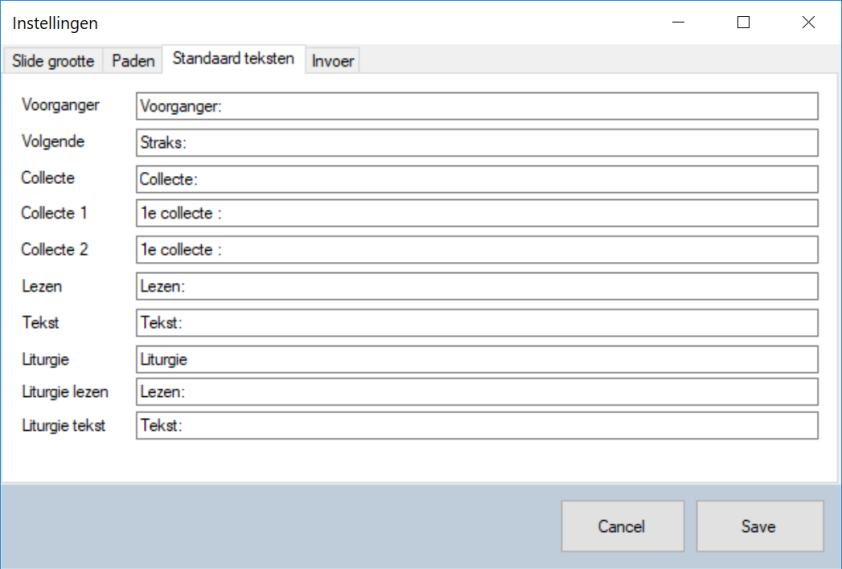 Instellingen
Slide grootte Paden Standaard teksten Invoer
Voorganger Voorganger:
Volgende Straks:
Collecte Collecte:
Collecte 1 1e collecte :
Collecte 2 1e collecte :
Lezen Lezen:
Tekst Tekst:
Liturgie Liturgie
Liturgie lezen Lezen:
Liturgie tekst Tekst:
Cancel Save